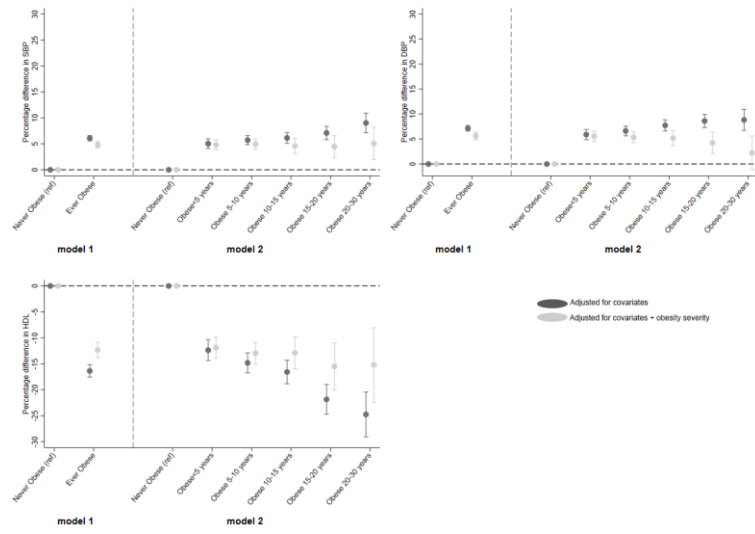 Percentage difference in SBP
30
25
20
15
10
5
0
Never Obese (ref)
Ever Obese
Never Obese (ref)
Obese<5 years
Obese 5-10 years
Obese 10-15 years
Obese 15-20 years
Obese 20-30 years
model 1
model 2
Percentage difference in DBP
30
25
20
15
10
5
0
Never Obese (ref)
Ever Obese
Never Obese (ref)
Obese<5 years
Obese 5-10 years
Obese 10-15 years
Obese 15-20 years
Obese 20-30 years
model 1
model 2
Percentage difference in HDL
0
-5
-10
-15
-20
-25
-30
Never Obese (ref)
Ever Obese
Never Obese (ref)
Obese<5 years
Obese 5-10 years
Obese 10-15 years
Obese 15-20 years
Obese 20-30 years
model 1
model 2
Adjusted for covariates
Adjusted for covariates + obesity severity